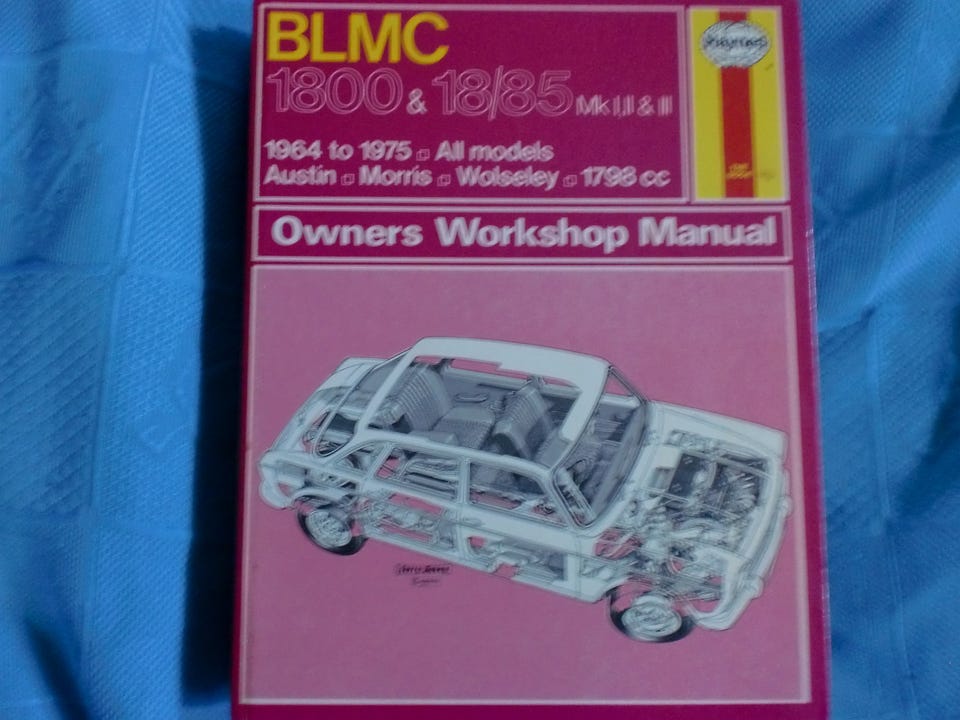 BLMC
1800 & 18/85 Mk I,II & III
1964 to 1975 □ All models
Austin □ Morris □ Wolseley □ 1798 cc
Haynes
Owners Workshop Manual